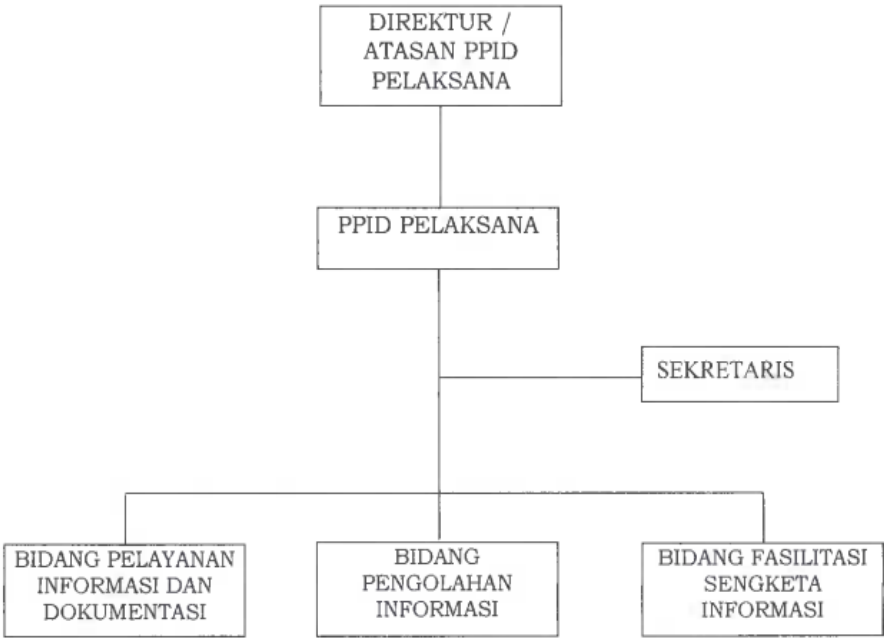 DIREKTUR /
ATASAN PPID
PELAKSANA
PPID PELAKSANA
SEKRETARIS
BIDANG PELAYANAN
INFORMASI DAN
DOKUMENTASI
BIDANG
PENGOLAHAN
INFORMASI
BIDANG FASILITASI
SENGKETA
INFORMASI